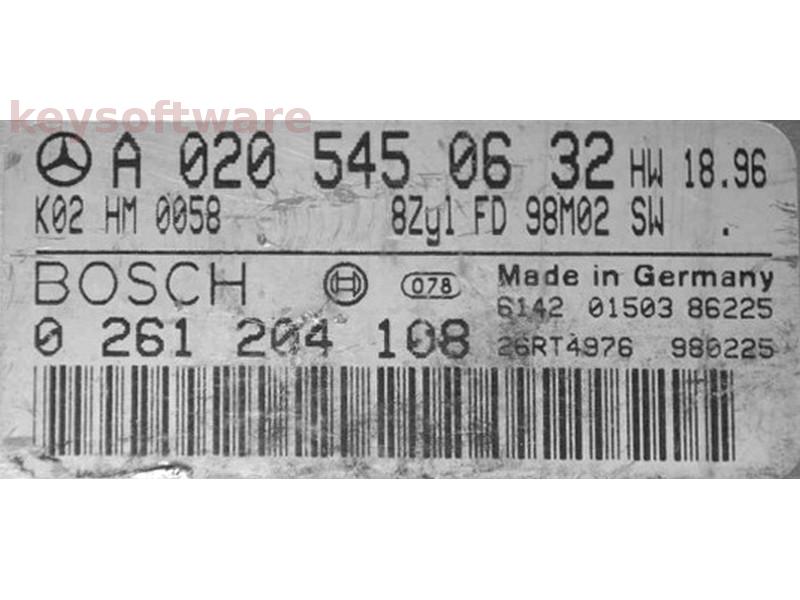 keysoftware
A 020 545 06 32 HW 18.96
K02 HM 0058 8Zyl FD 98M02 SW .
BOSCH 078 Made in Germany
6142 01503 86225
0 261 204 108 26RT4976 980225